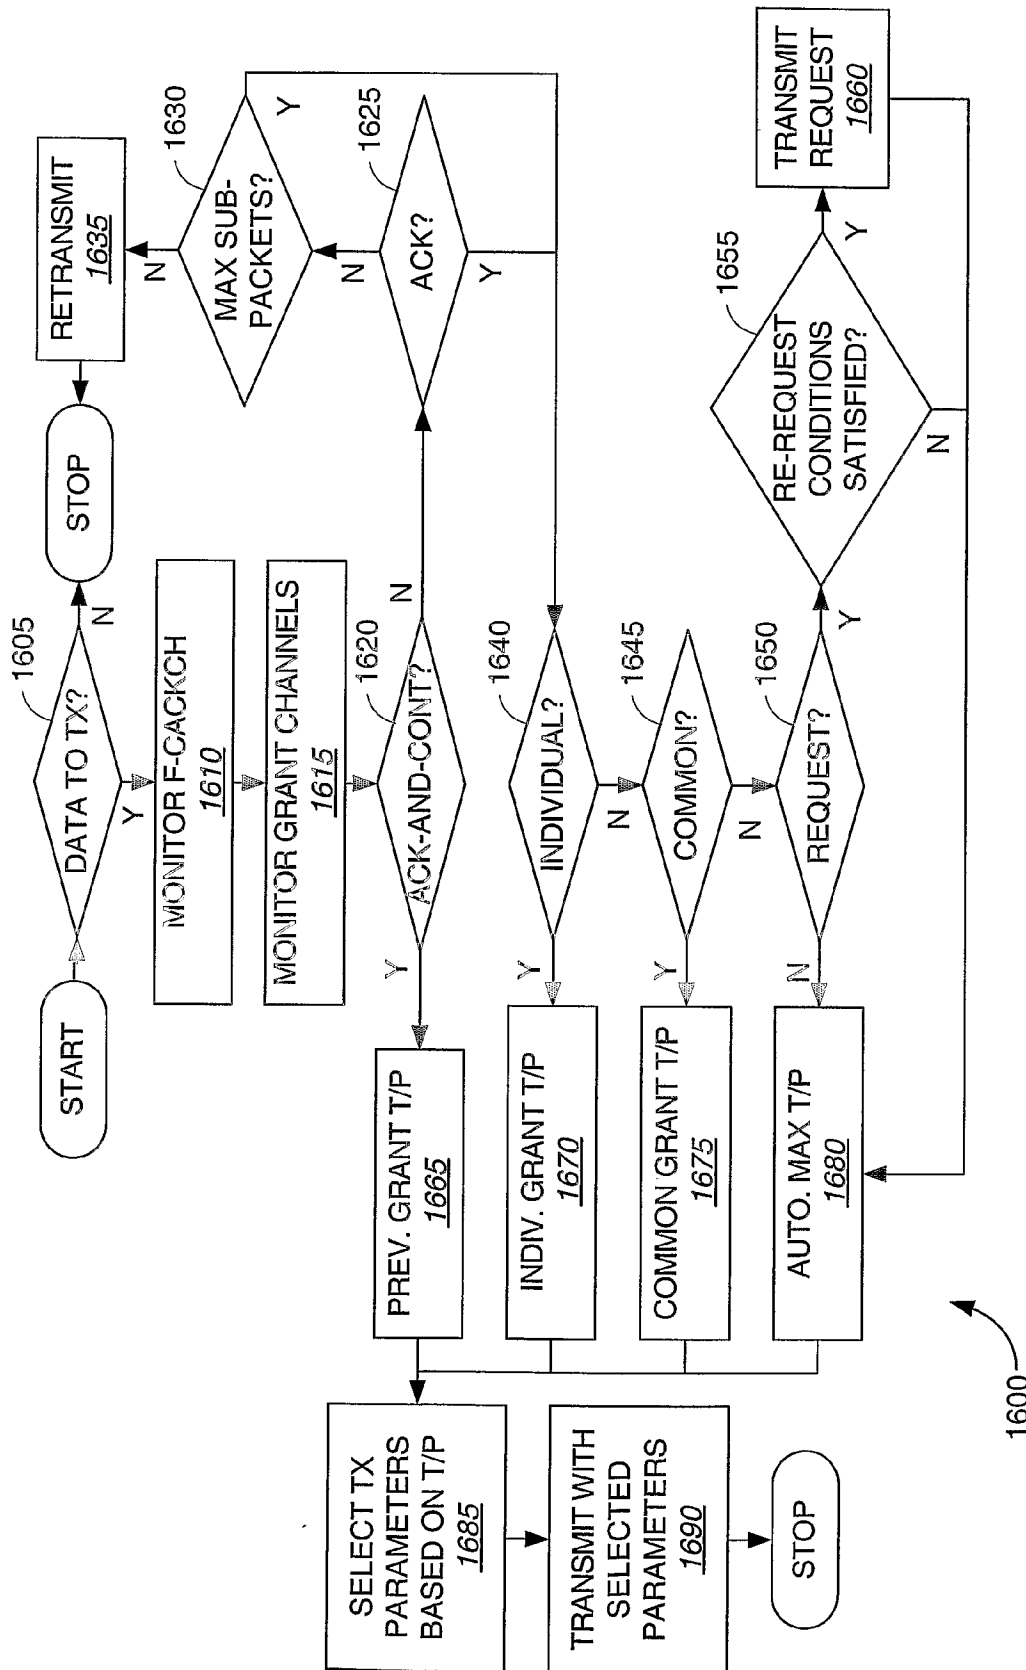 START
DATA TO TX?
1605
N
STOP
Y
MONITOR F-CACKCH
1610
MONITOR GRANT CHANNELS
1615
ACK-AND-CONT?
1620
Y
N
ACK?
1625
N
Y
MAX SUB-
PACKETS?
1630
N
Y
RETRANSMIT
1635
INDIVIDUAL?
1640
Y
N
COMMON?
1645
Y
N
REQUEST?
1650
N
Y
RE-REQUEST
CONDITIONS
SATISFIED?
1655
Y
N
TRANSMIT
REQUEST
1660
PREV. GRANT T/P
1665
INDIV. GRANT T/P
1670
COMMON GRANT T/P
1675
AUTO. MAX T/P
1680
SELECT TX
PARAMETERS
BASED ON T/P
1685
TRANSMIT WITH
SELECTED
PARAMETERS
1690
STOP
1600